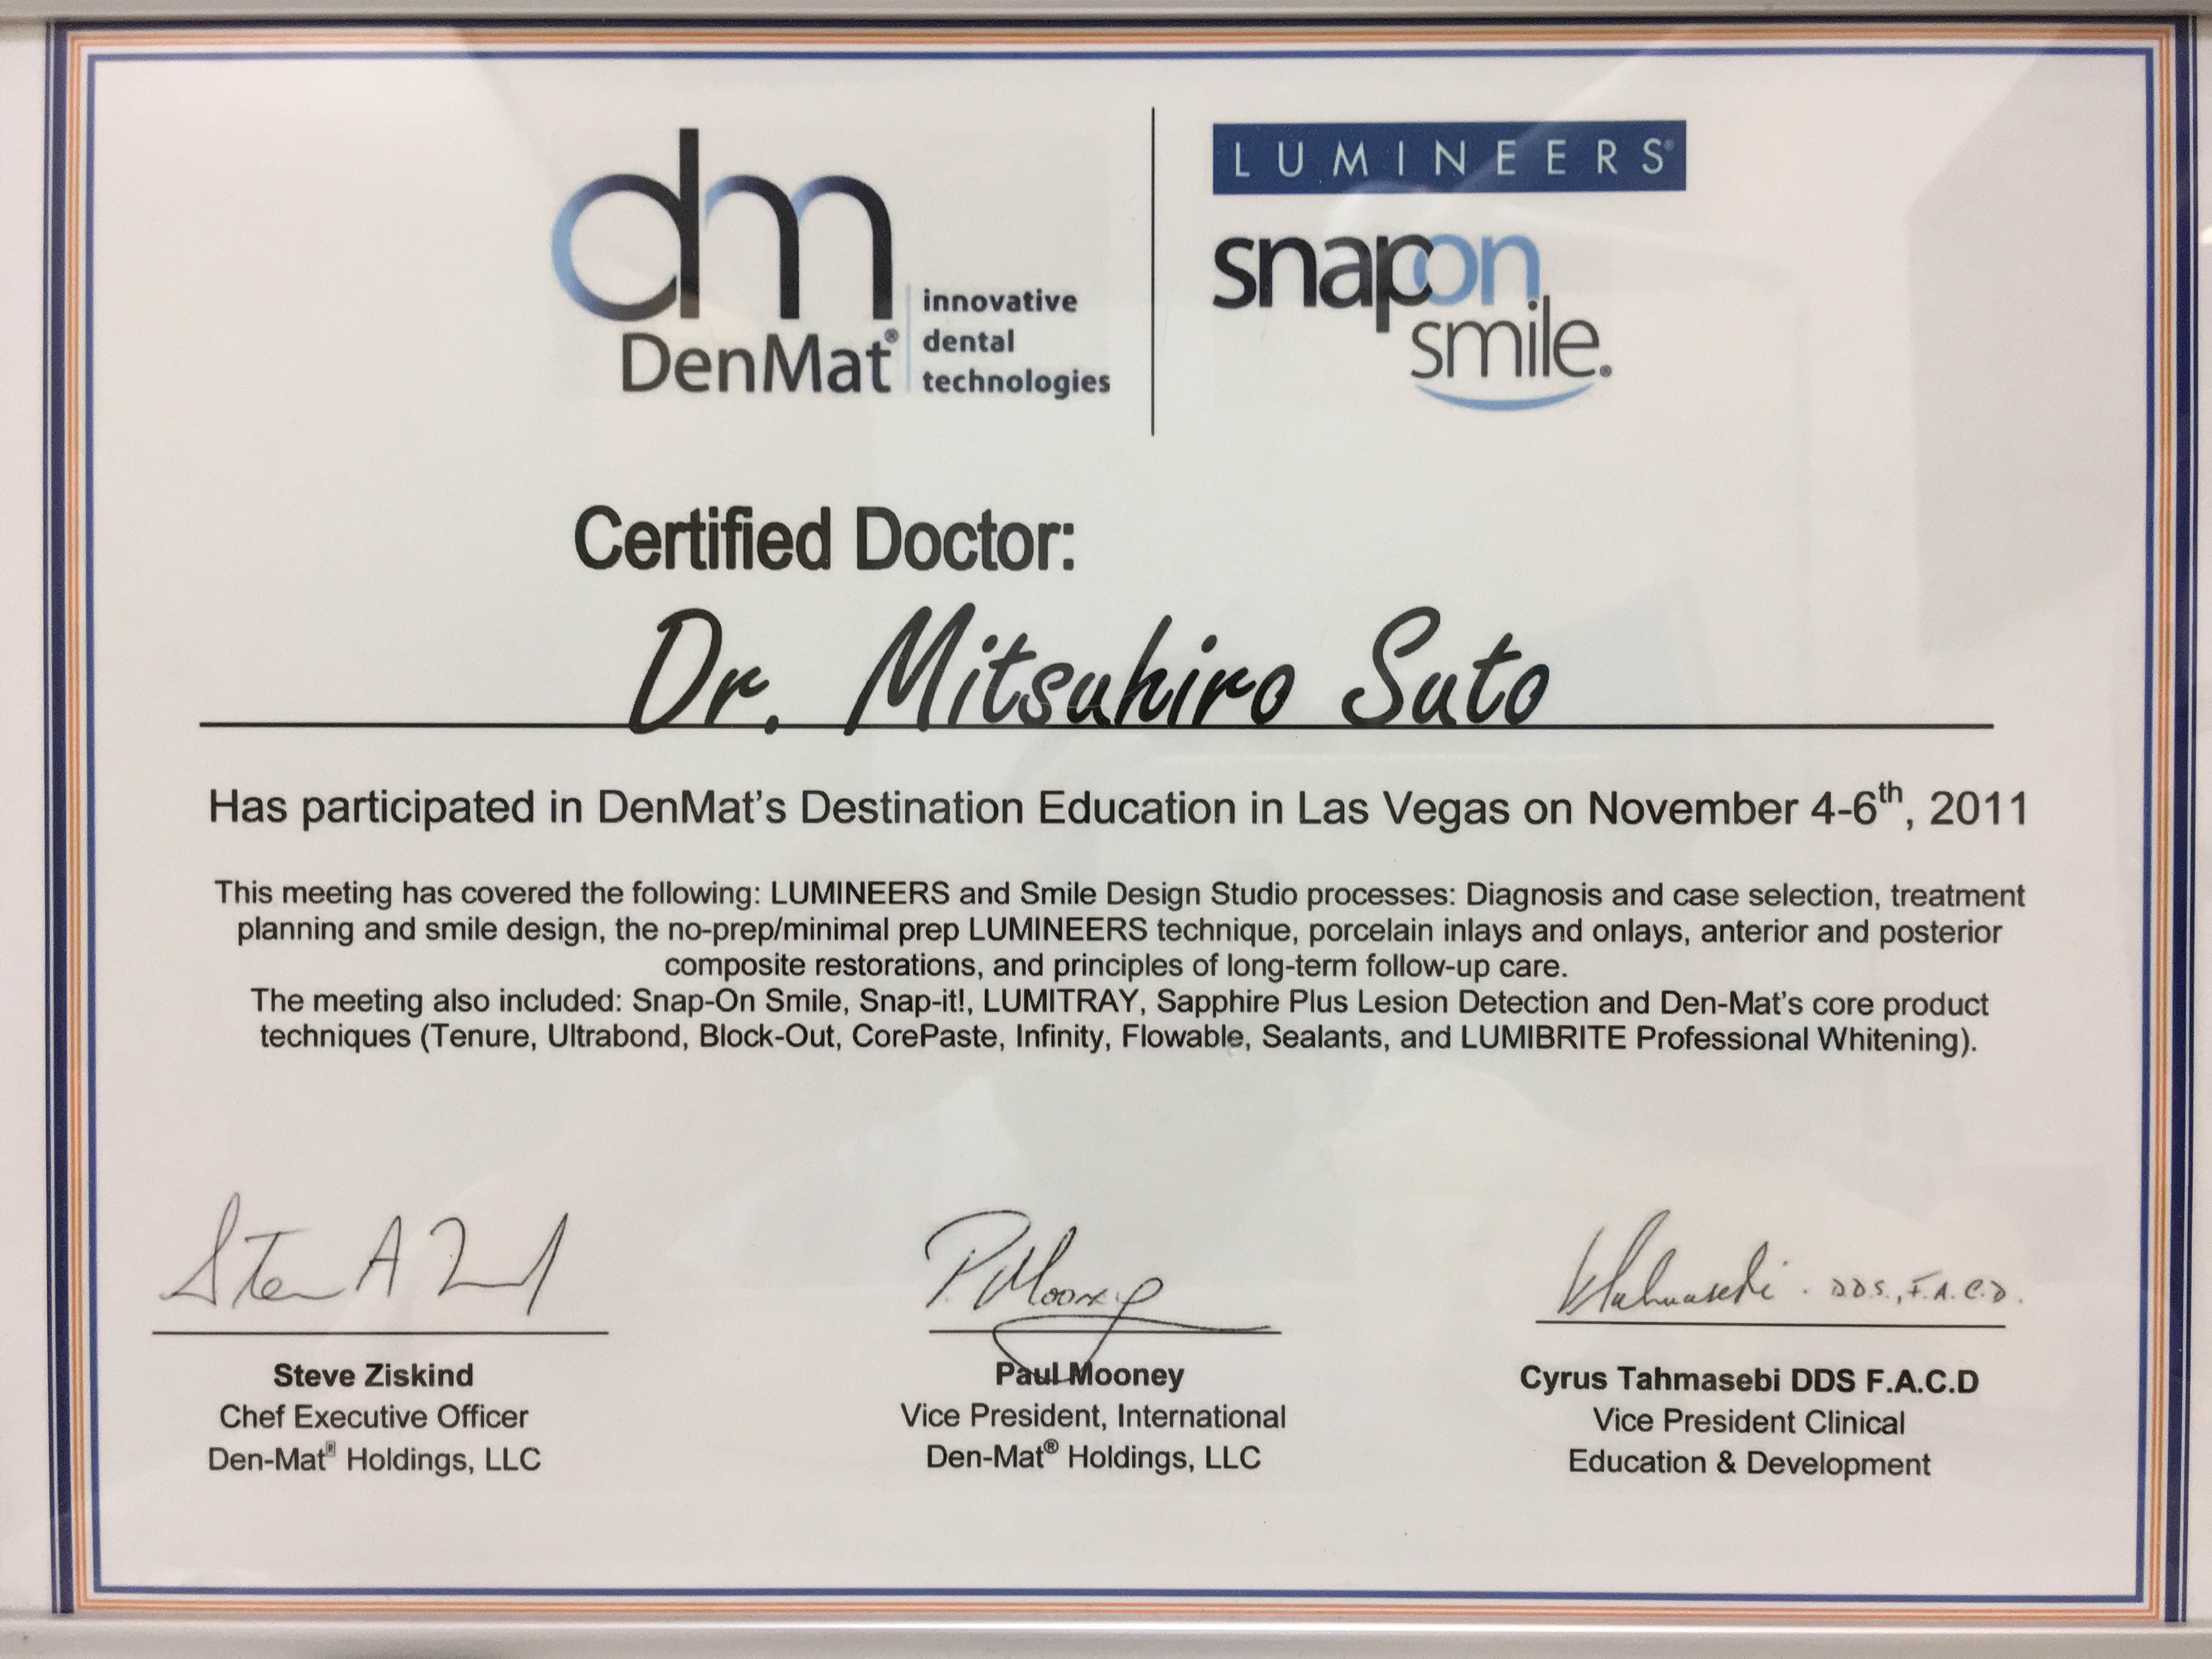 dm
DenMat®
innovative
dental
technologies
LUMINEERS®
snapon
smile®
Certified Doctor:
Dr. Mitsuhiro Suto
Has participated in DenMat's Destination Education in Las Vegas on November 4-6th, 2011
This meeting has covered the following: LUMINEERS and Smile Design Studio processes: Diagnosis and case selection, treatment
planning and smile design, the no-prep/minimal prep LUMINEERS technique, porcelain inlays and onlays, anterior and posterior
composite restorations, and principles of long-term follow-up care.
The meeting also included: Snap-On Smile, Snap-it!, LUMITRAY, Sapphire Plus Lesion Detection and Den-Mat's core product
techniques (Tenure, Ultrabond, Block-Out, CorePaste, Infinity, Flowable, Sealants, and LUMIBRITE Professional Whitening).
P Mooney
Tahmasebi . DDS., F.A.C.D.
Steve Ziskind
Chef Executive Officer
Den-Mat® Holdings, LLC
Paul Mooney
Vice President, International
Den-Mat® Holdings, LLC
Cyrus Tahmasebi DDS F.A.C.D
Vice President Clinical
Education & Development